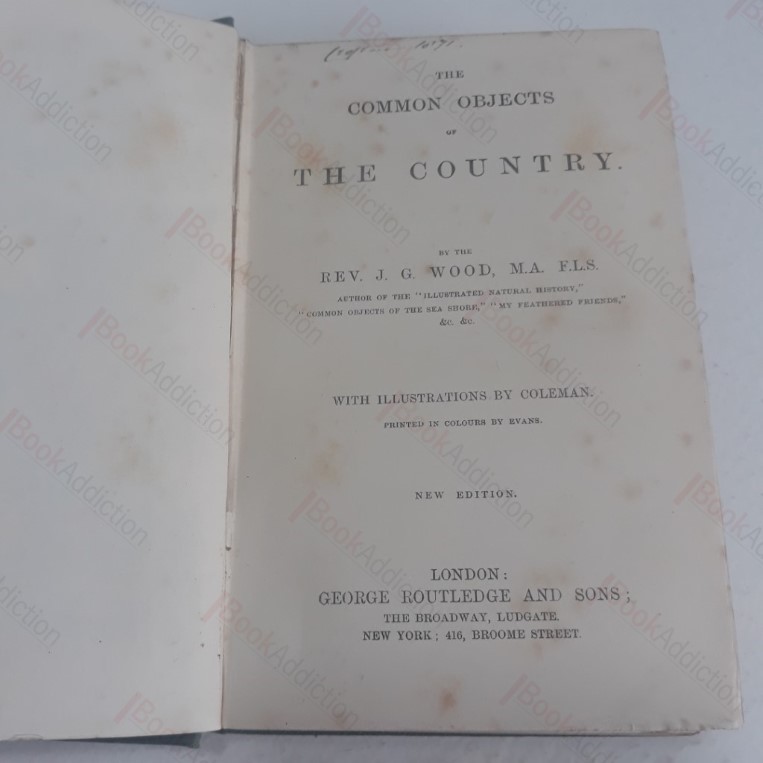 THE
COMMON OBJECTS
OF
THE COUNTRY.
BY THE
REV. J. G. WOOD, M.A. F.L.S.
AUTHOR OF THE "ILLUSTRATED NATURAL HISTORY,"
"COMMON OBJECTS OF THE SEA SHORE," "MY FEATHERED FRIENDS,"
&c. &c.
WITH ILLUSTRATIONS BY COLEMAN.
PRINTED IN COLOURS BY EVANS.
NEW EDITION.
LONDON:
GEORGE ROUTLEDGE AND SONS;
THE BROADWAY, LUDGATE.
NEW YORK; 416, BROOME STREET.
BookAddiction